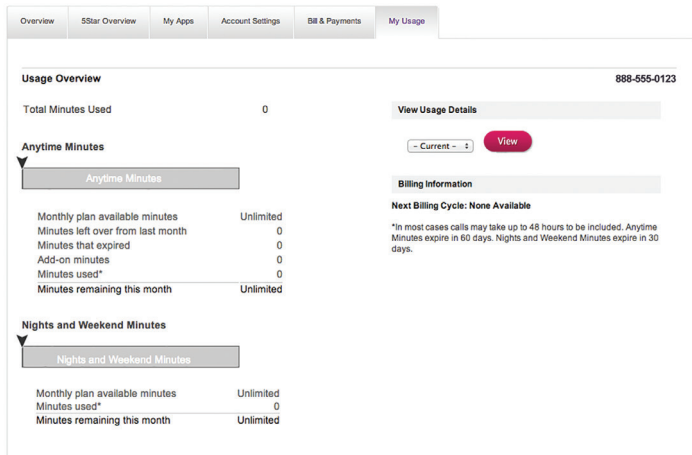 Overview 5Star Overview My Apps Account Settings Bill & Payments My Usage
Usage Overview 888-555-0123
Total Minutes Used 0
Anytime Minutes
Anytime Minutes
Monthly plan available minutes Unlimited
Minutes left over from last month 0
Minutes that expired 0
Add-on minutes 0
Minutes used* 0
Minutes remaining this month Unlimited
Nights and Weekend Minutes
Nights and Weekend Minutes
Monthly plan available minutes Unlimited
Minutes used* 0
Minutes remaining this month Unlimited
View Usage Details
- Current - View
Billing Information
Next Billing Cycle: None Available
*In most cases calls may take up to 48 hours to be included. Anytime
Minutes expire in 60 days. Nights and Weekend Minutes expire in 30
days.